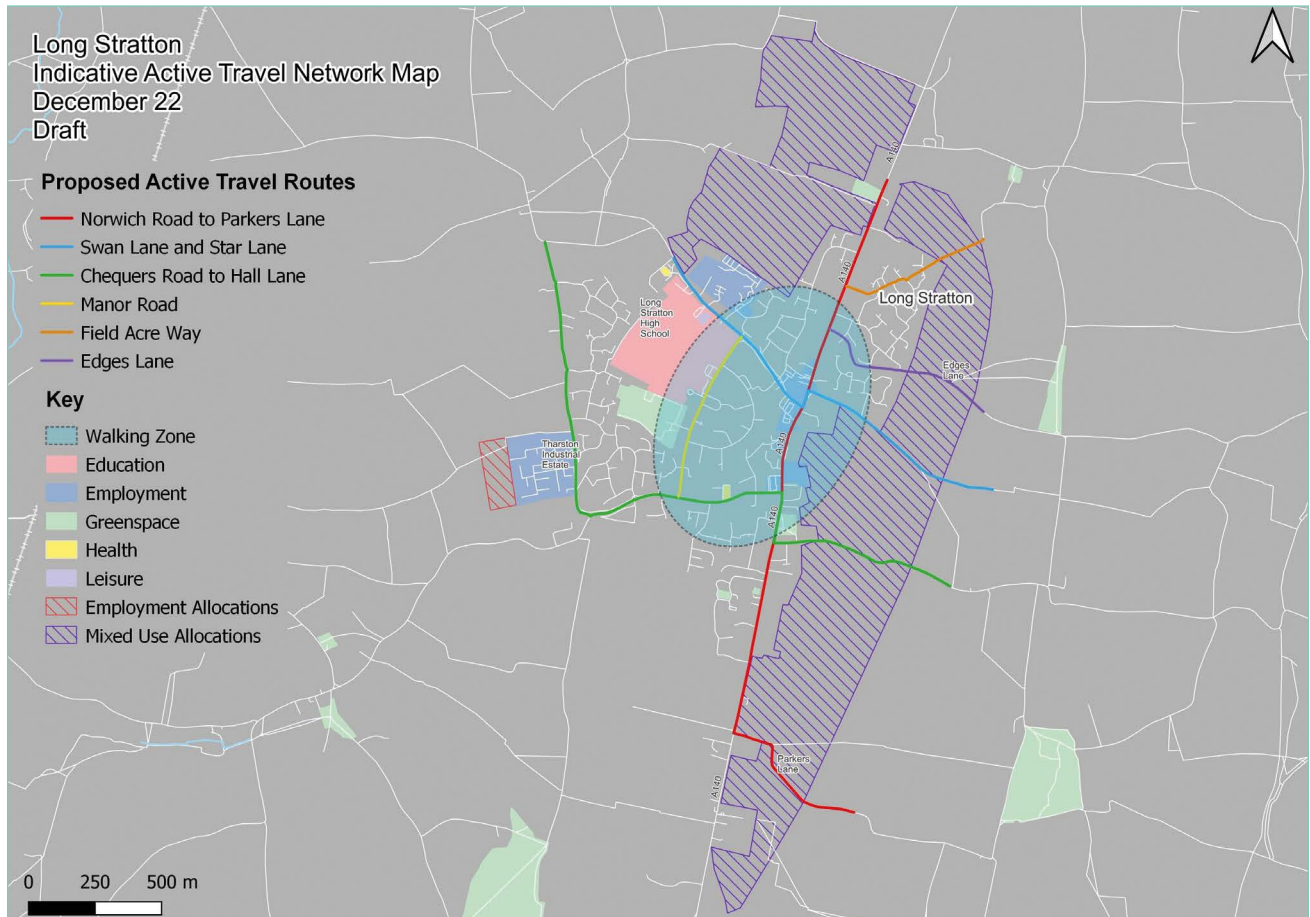 Long Stratton
Indicative Active Travel Network Map
December 22
Draft
Proposed Active Travel Routes
Norwich Road to Parkers Lane
Swan Lane and Star Lane
Chequers Road to Hall Lane
Manor Road
Field Acre Way
Edges Lane
Key
Walking Zone
Education
Employment
Greenspace
Health
Leisure
Employment Allocations
Mixed Use Allocations
0 250 500 m
A140
A140
Long Stratton
Long
Stratton
High
School
Edges
Lane
Tharston
Industrial
Estate
A140
A140
Parkers
Lane
A140